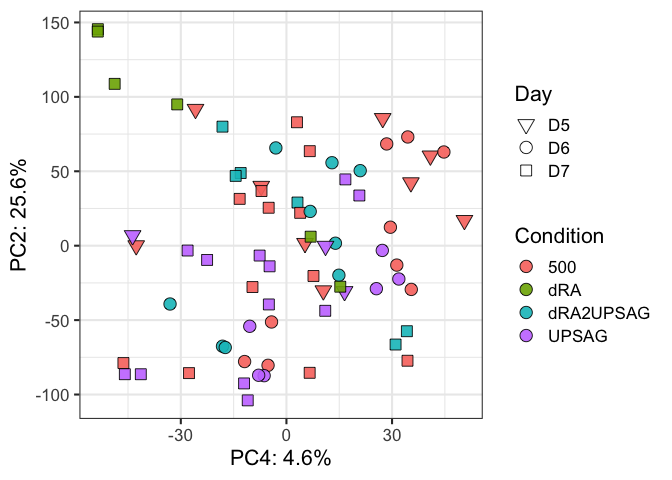 150
100
50
0
-50
-100
PC2: 25.6%
-30
0
30
PC4: 4.6%
Day
D5
D6
D7
Condition
500
dRA
dRA2UPSAG
UPSAG